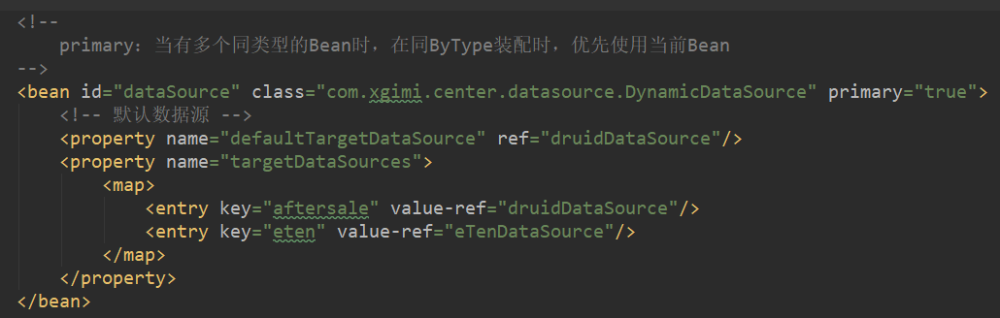 <!--
    primary: 当有多个同类型的Bean时，在同ByType装配时，优先使用当前Bean
-->
<bean id="dataSource" class="com.xgimi.center.datasource.DynamicDataSource" primary="true">
    <!-- 默认数据源 -->
    <property name="defaultTargetDataSource" ref="druidDataSource"/>
    <property name="targetDataSources">
        <map>
            <entry key="aftersale" value-ref="druidDataSource"/>
            <entry key="eten" value-ref="eTenDataSource"/>
        </map>
    </property>
</bean>